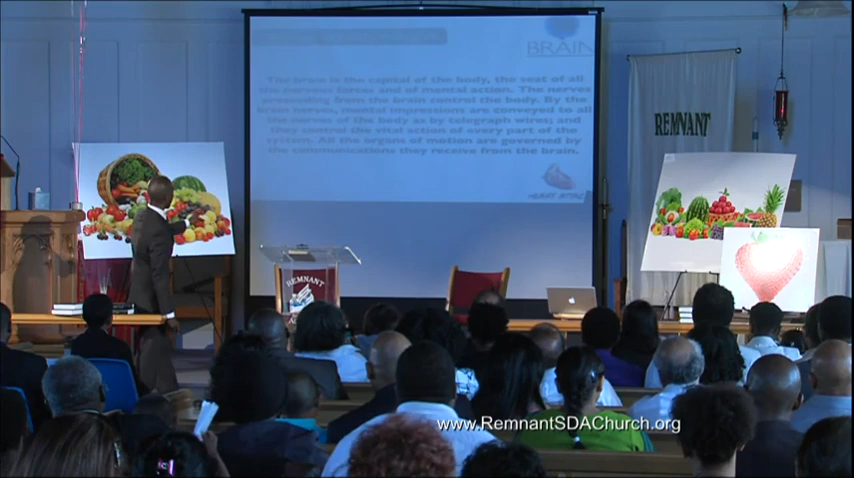 BRAIN
The brain is the capital of the body, the seat of all
the nervous forces and of mental action. The nerves
proceeding from the brain control the body. By the
brain nerves, mental impressions are conveyed to all
the nerves of the body as by telegraph wires; and
they control the vital action of every part of the
system. All the organs of motion are governed by
the communications they receive from the brain.
REMNANT
REMNANT
www.RemnantSDAChurch.org